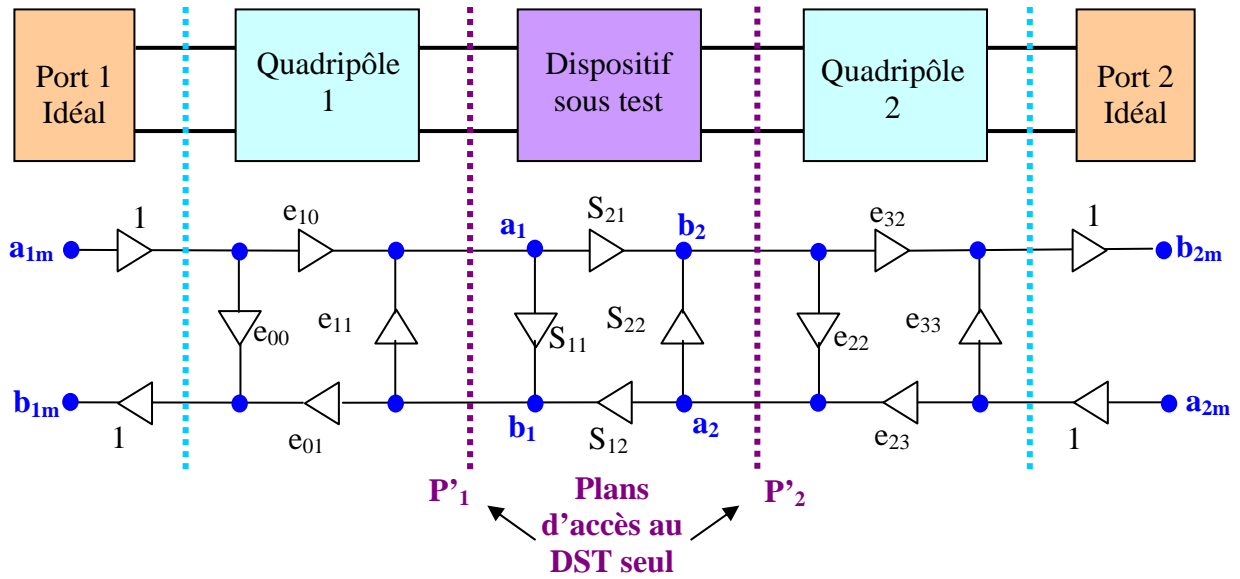 Port 1
Idéal
Quadripôle
1
Dispositif
sous test
Quadripôle
2
Port 2
Idéal
1
e10
a1
S21
b2
e32
1
a1m
b2m
e00
e11
S11
S22
e22
e33
b1m
a2m
1
e01
b1
S12
a2
e23
1
P’1
Plans
d’accès au
DST seul
P’2